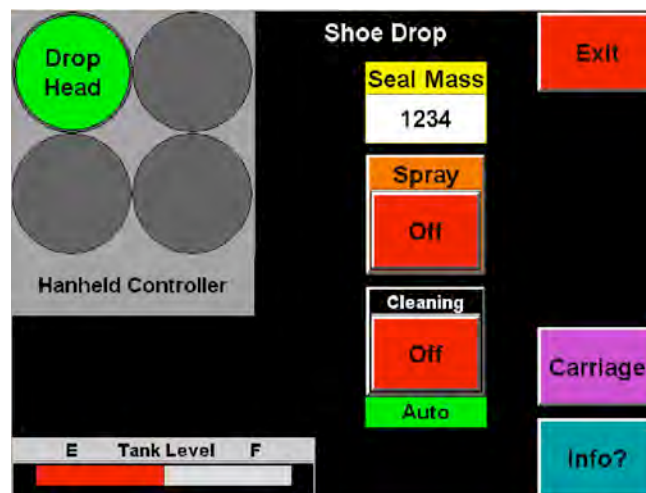 Shoe Drop
Drop
Head
Hanheld Controller
Seal Mass
1234
Spray
Off
Cleaning
Off
Auto
Exit
Carriage
Info?
E Tank Level F